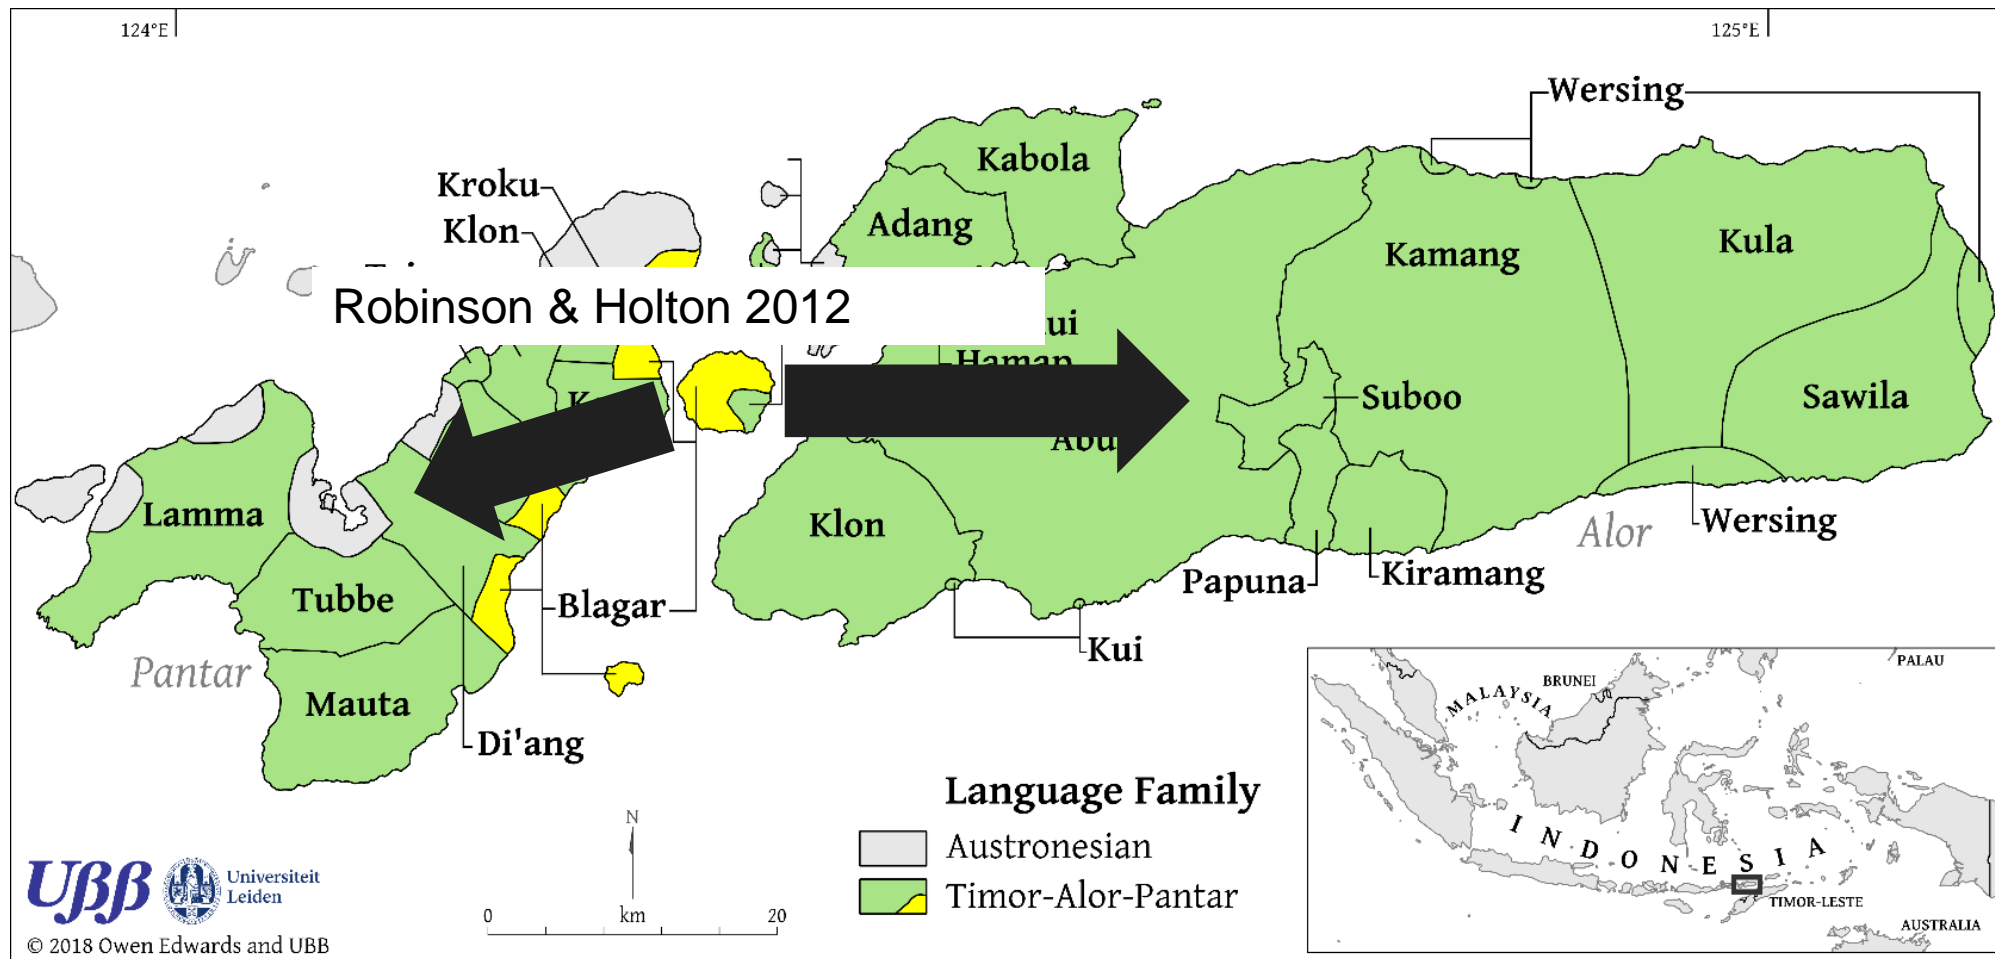 124°E
125°E
Wersing
Kabola
Kroku
Klon
Adang
Kamang
Kula
Robinson & Holton 2012
Suboo
Sawila
Lamma
Klon
Alor
Wersing
Tubbe
Blagar
Papuna
Kiramang
Pantar
Kui
Mauta
Di'ang
PALAU
BRUNEI
MALAYSIA
INDONESIA
TIMOR-LESTE
AUSTRALIA
Language Family
Austronesian
Timor-Alor-Pantar
N
0 km 20
UBB
Universiteit
Leiden
© 2018 Owen Edwards and UBB